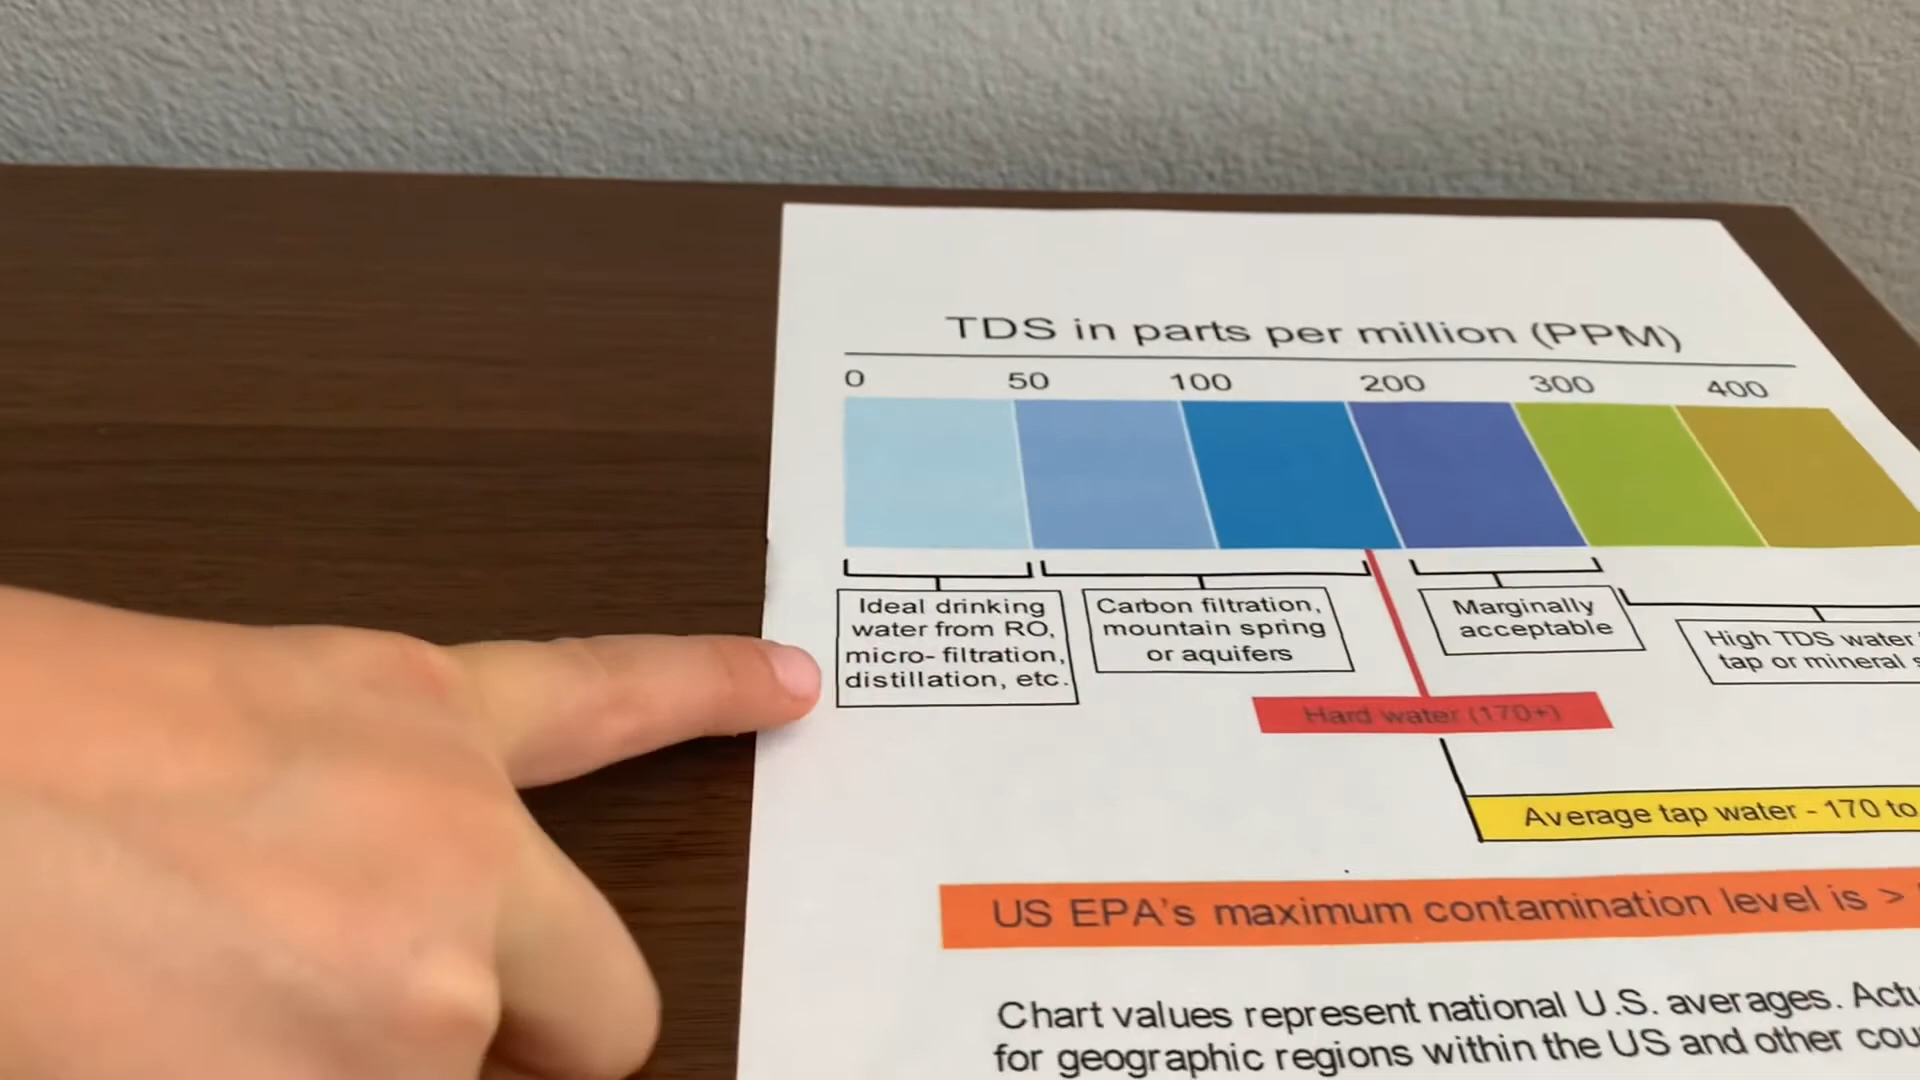 TDS in parts per million (PPM)
0 50 100 200 300 400
Ideal drinking
water from RO,
micro- filtration,
distillation, etc.
Carbon filtration,
mountain spring
or aquifers
Marginally
acceptable
High TDS water
tap or mineral
Hard water (170+)
Average tap water - 170 to
US EPA's maximum contamination level is >
Chart values represent national U.S. averages.
for geographic regions within the US and other